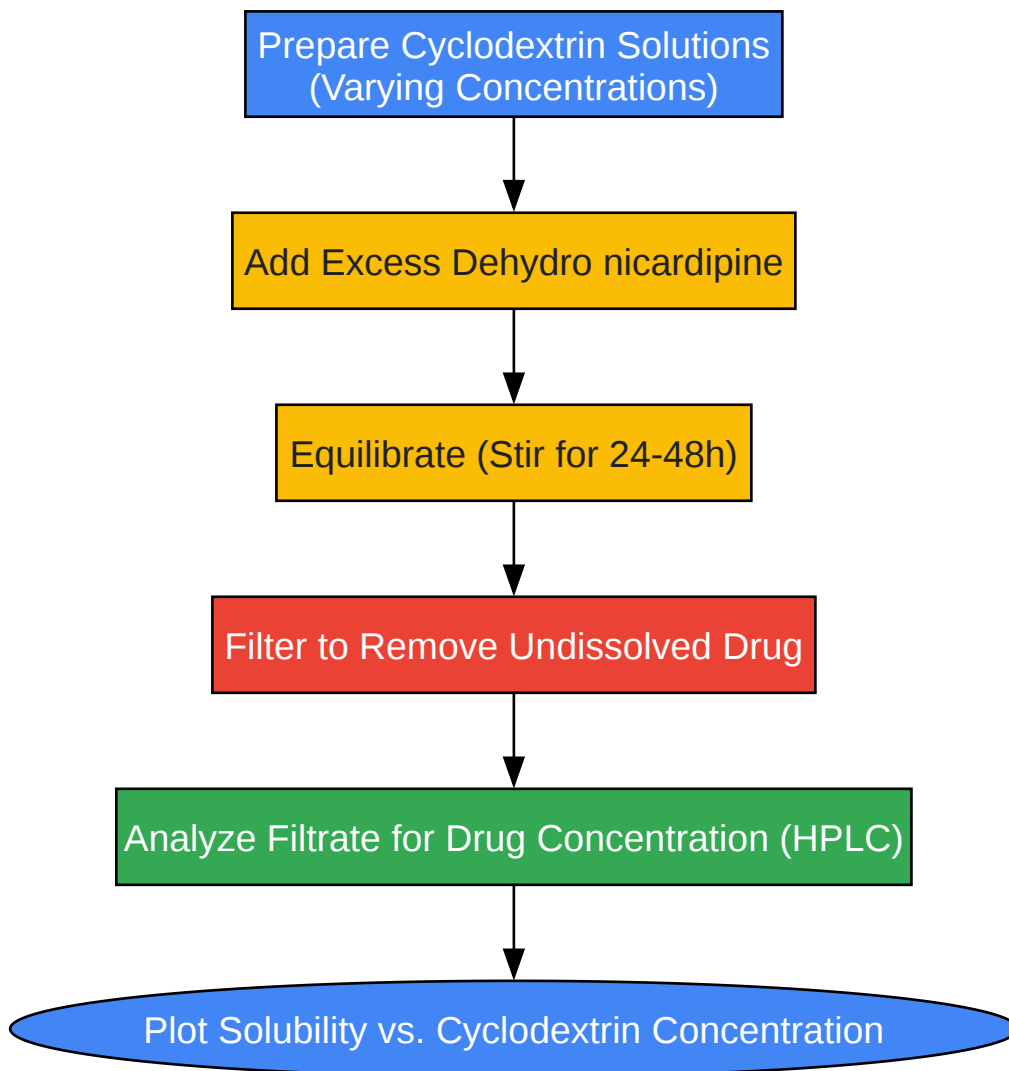 Prepare Cyclodextrin Solutions
(Varying Concentrations)
Add Excess Dehydro nicardipine
Equilibrate (Stir for 24-48h)
Filter to Remove Undissolved Drug
Analyze Filtrate for Drug Concentration (HPLC)
Plot Solubility vs. Cyclodextrin Concentration